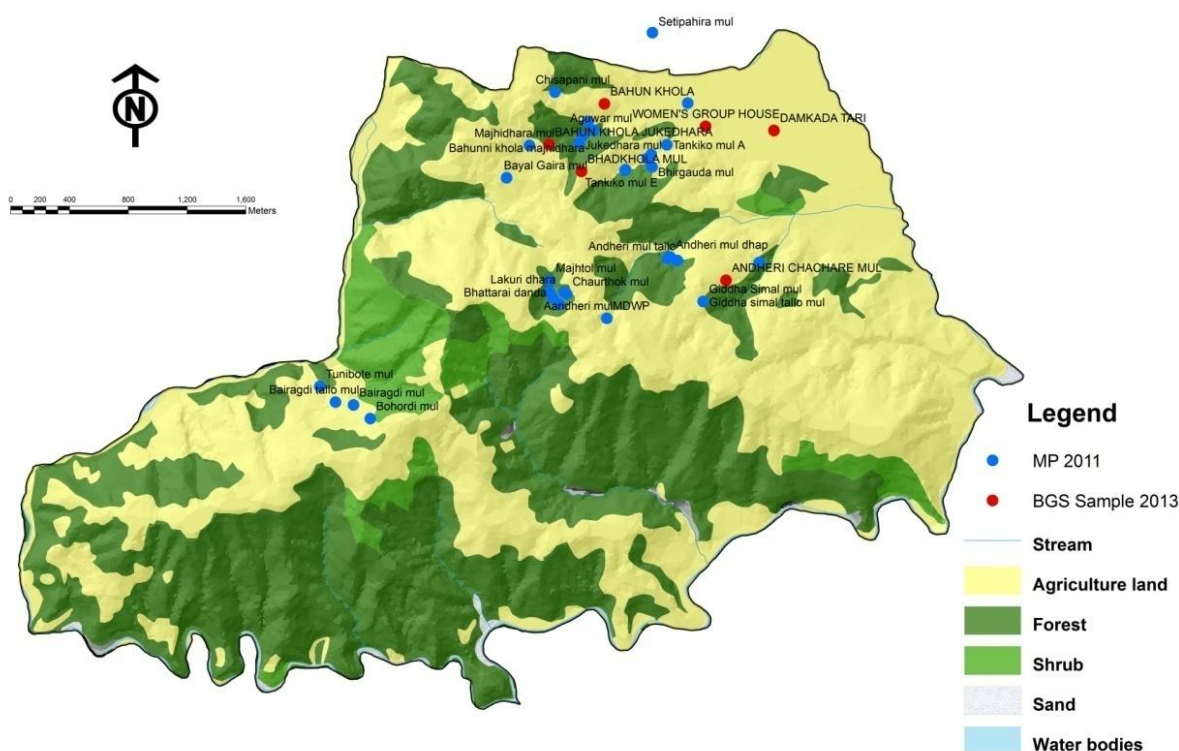 Setipahira mul
N
Chisapani mul
BAHUN KHOLA
Aguwar mul
WOMEN'S GROUP HOUSE
DAMKADA TARI
Majhidhara mul
BAHUN KHOLA JUKEDHARA
Bahunni khola majhidhara
Jukedhara mul
Tankiko mul A
Bayal Gaira mul
BHADKHOLA MUL
Bhirgauda mul
Tankiko mul E
0 200 400 800 1,200 1,600
Meters
Andheri mul tallo
Andheri mul dhap
Majhtol mul
ANDHERI CHACHARE MUL
Lakuri dhara
Chaurthok mul
Bhattarai danda
Giddha Simal mul
Aandheri mul
MDWP
Giddha simal tallo mul
Tunibote mul
Bairagdi tallo mul
Bairagdi mul
Bohordi mul
Legend
MP 2011
BGS Sample 2013
Stream
Agriculture land
Forest
Shrub
Sand
Water bodies